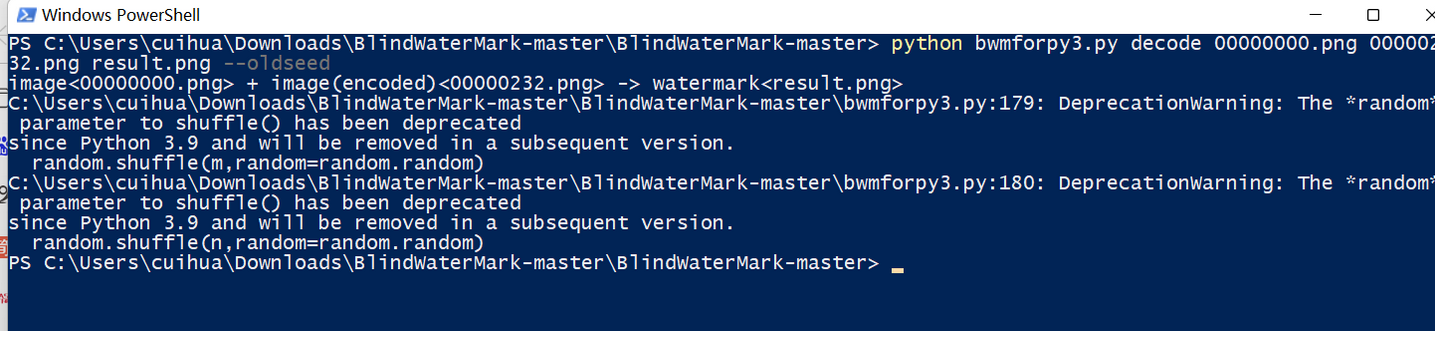 Windows PowerShell
PS C:\Users\cuihua\Downloads\BlindWaterMark-master\BlindWaterMark-master> python bwmforpy3.py decode 00000000.png 000002
32.png result.png --oldseed
image<00000000.png> + image(encoded)<00000232.png> -> watermark<result.png>
C:\Users\cuihua\Downloads\BlindWaterMark-master\BlindWaterMark-master\bwmforpy3.py:179: DeprecationWarning: The *random*
parameter to shuffle() has been deprecated
since Python 3.9 and will be removed in a subsequent version.
random.shuffle(m,random=random.random)
C:\Users\cuihua\Downloads\BlindWaterMark-master\BlindWaterMark-master\bwmforpy3.py:180: DeprecationWarning: The *random*
parameter to shuffle() has been deprecated
since Python 3.9 and will be removed in a subsequent version.
random.shuffle(n,random=random.random)
PS C:\Users\cuihua\Downloads\BlindWaterMark-master\BlindWaterMark-master>